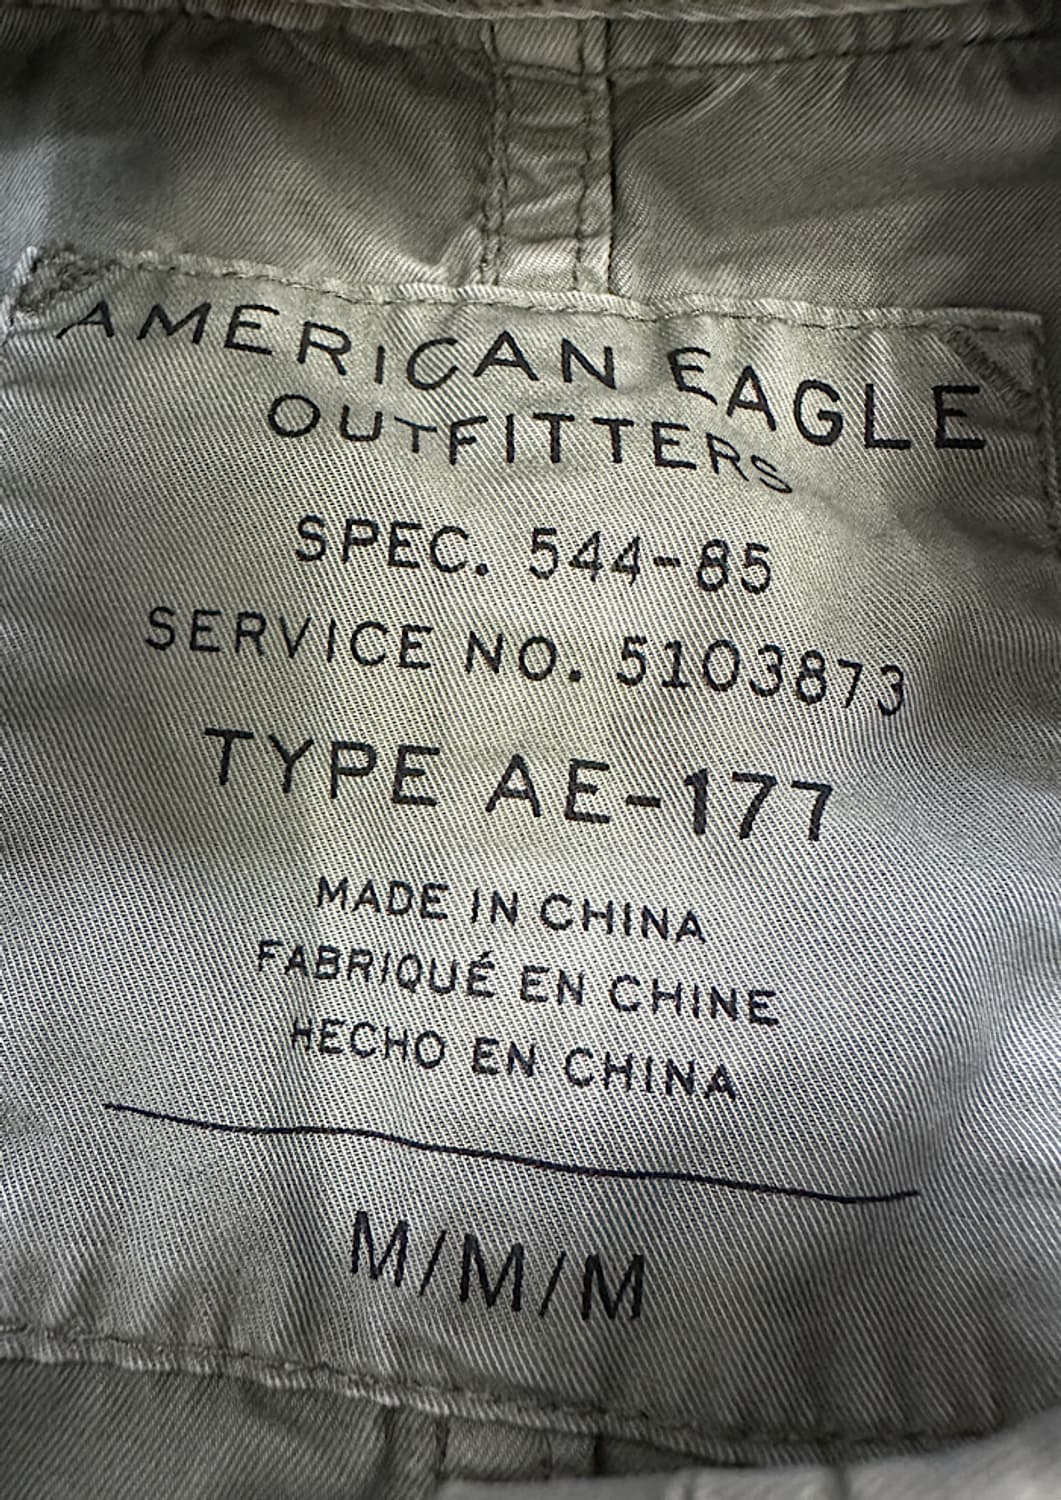 AMERICAN EAGLE
OUTFITTERS
SPEC. 544-85
SERVICE NO. 5103873
TYPE AE-177
MADE IN CHINA
FABRIQUÉ EN CHINE
HECHO EN CHINA
M/M/M